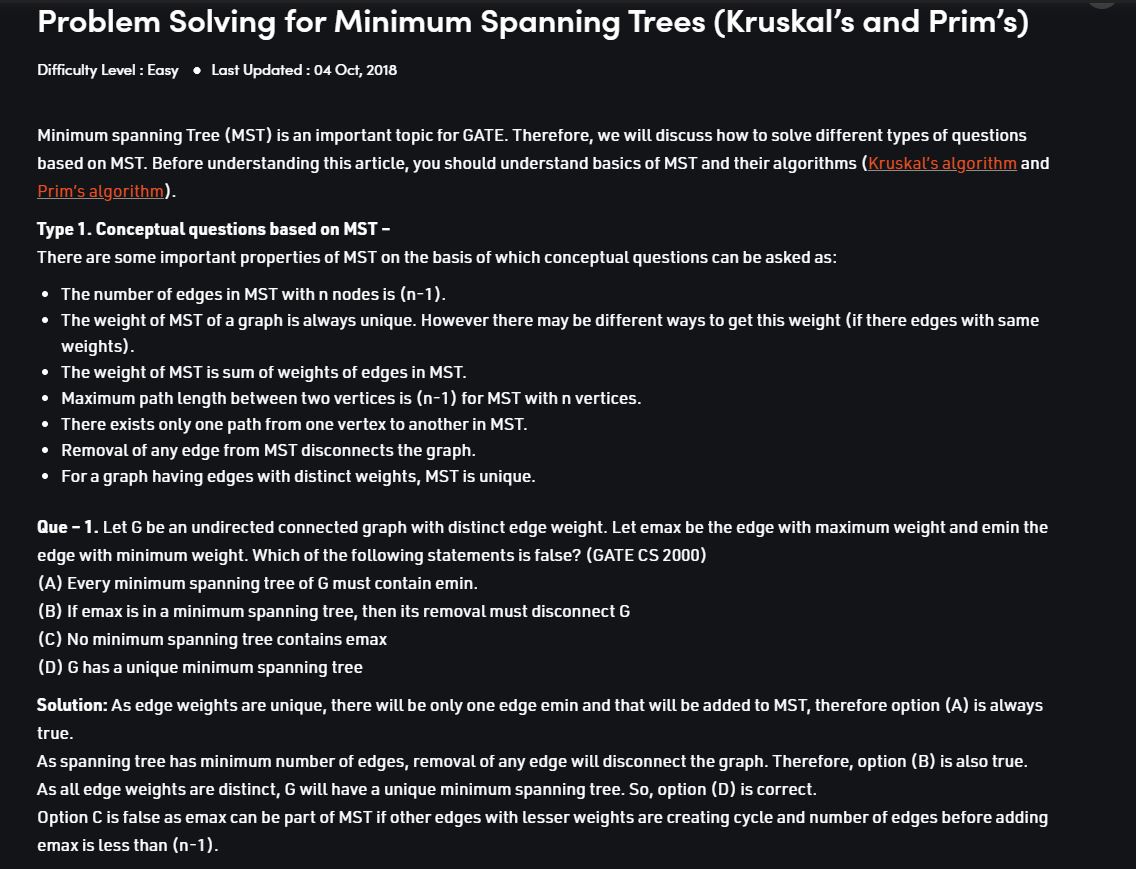 Problem Solving for Minimum Spanning Trees (Kruskal’s and Prim’s)
Difficulty Level : Easy ● Last Updated : 04 Oct, 2018
Minimum spanning Tree (MST) is an important topic for GATE. Therefore, we will discuss how to solve different types of questions
based on MST. Before understanding this article, you should understand basics of MST and their algorithms (Kruskal’s algorithm and
Prim’s algorithm).
Type 1. Conceptual questions based on MST –
There are some important properties of MST on the basis of which conceptual questions can be asked as:
• The number of edges in MST with n nodes is (n-1).
• The weight of MST of a graph is always unique. However there may be different ways to get this weight (if there edges with same
weights).
• The weight of MST is sum of weights of edges in MST.
• Maximum path length between two vertices is (n-1) for MST with n vertices.
• There exists only one path from one vertex to another in MST.
• Removal of any edge from MST disconnects the graph.
• For a graph having edges with distinct weights, MST is unique.
Que – 1. Let G be an undirected connected graph with distinct edge weight. Let emax be the edge with maximum weight and emin the
edge with minimum weight. Which of the following statements is false? (GATE CS 2000)
(A) Every minimum spanning tree of G must contain emin.
(B) If emax is in a minimum spanning tree, then its removal must disconnect G
(C) No minimum spanning tree contains emax
(D) G has a unique minimum spanning tree
Solution: As edge weights are unique, there will be only one edge emin and that will be added to MST, therefore option (A) is always
true.
As spanning tree has minimum number of edges, removal of any edge will disconnect the graph. Therefore, option (B) is also true.
As all edge weights are distinct, G will have a unique minimum spanning tree. So, option (D) is correct.
Option C is false as emax can be part of MST if other edges with lesser weights are creating cycle and number of edges before adding
emax is less than (n-1).